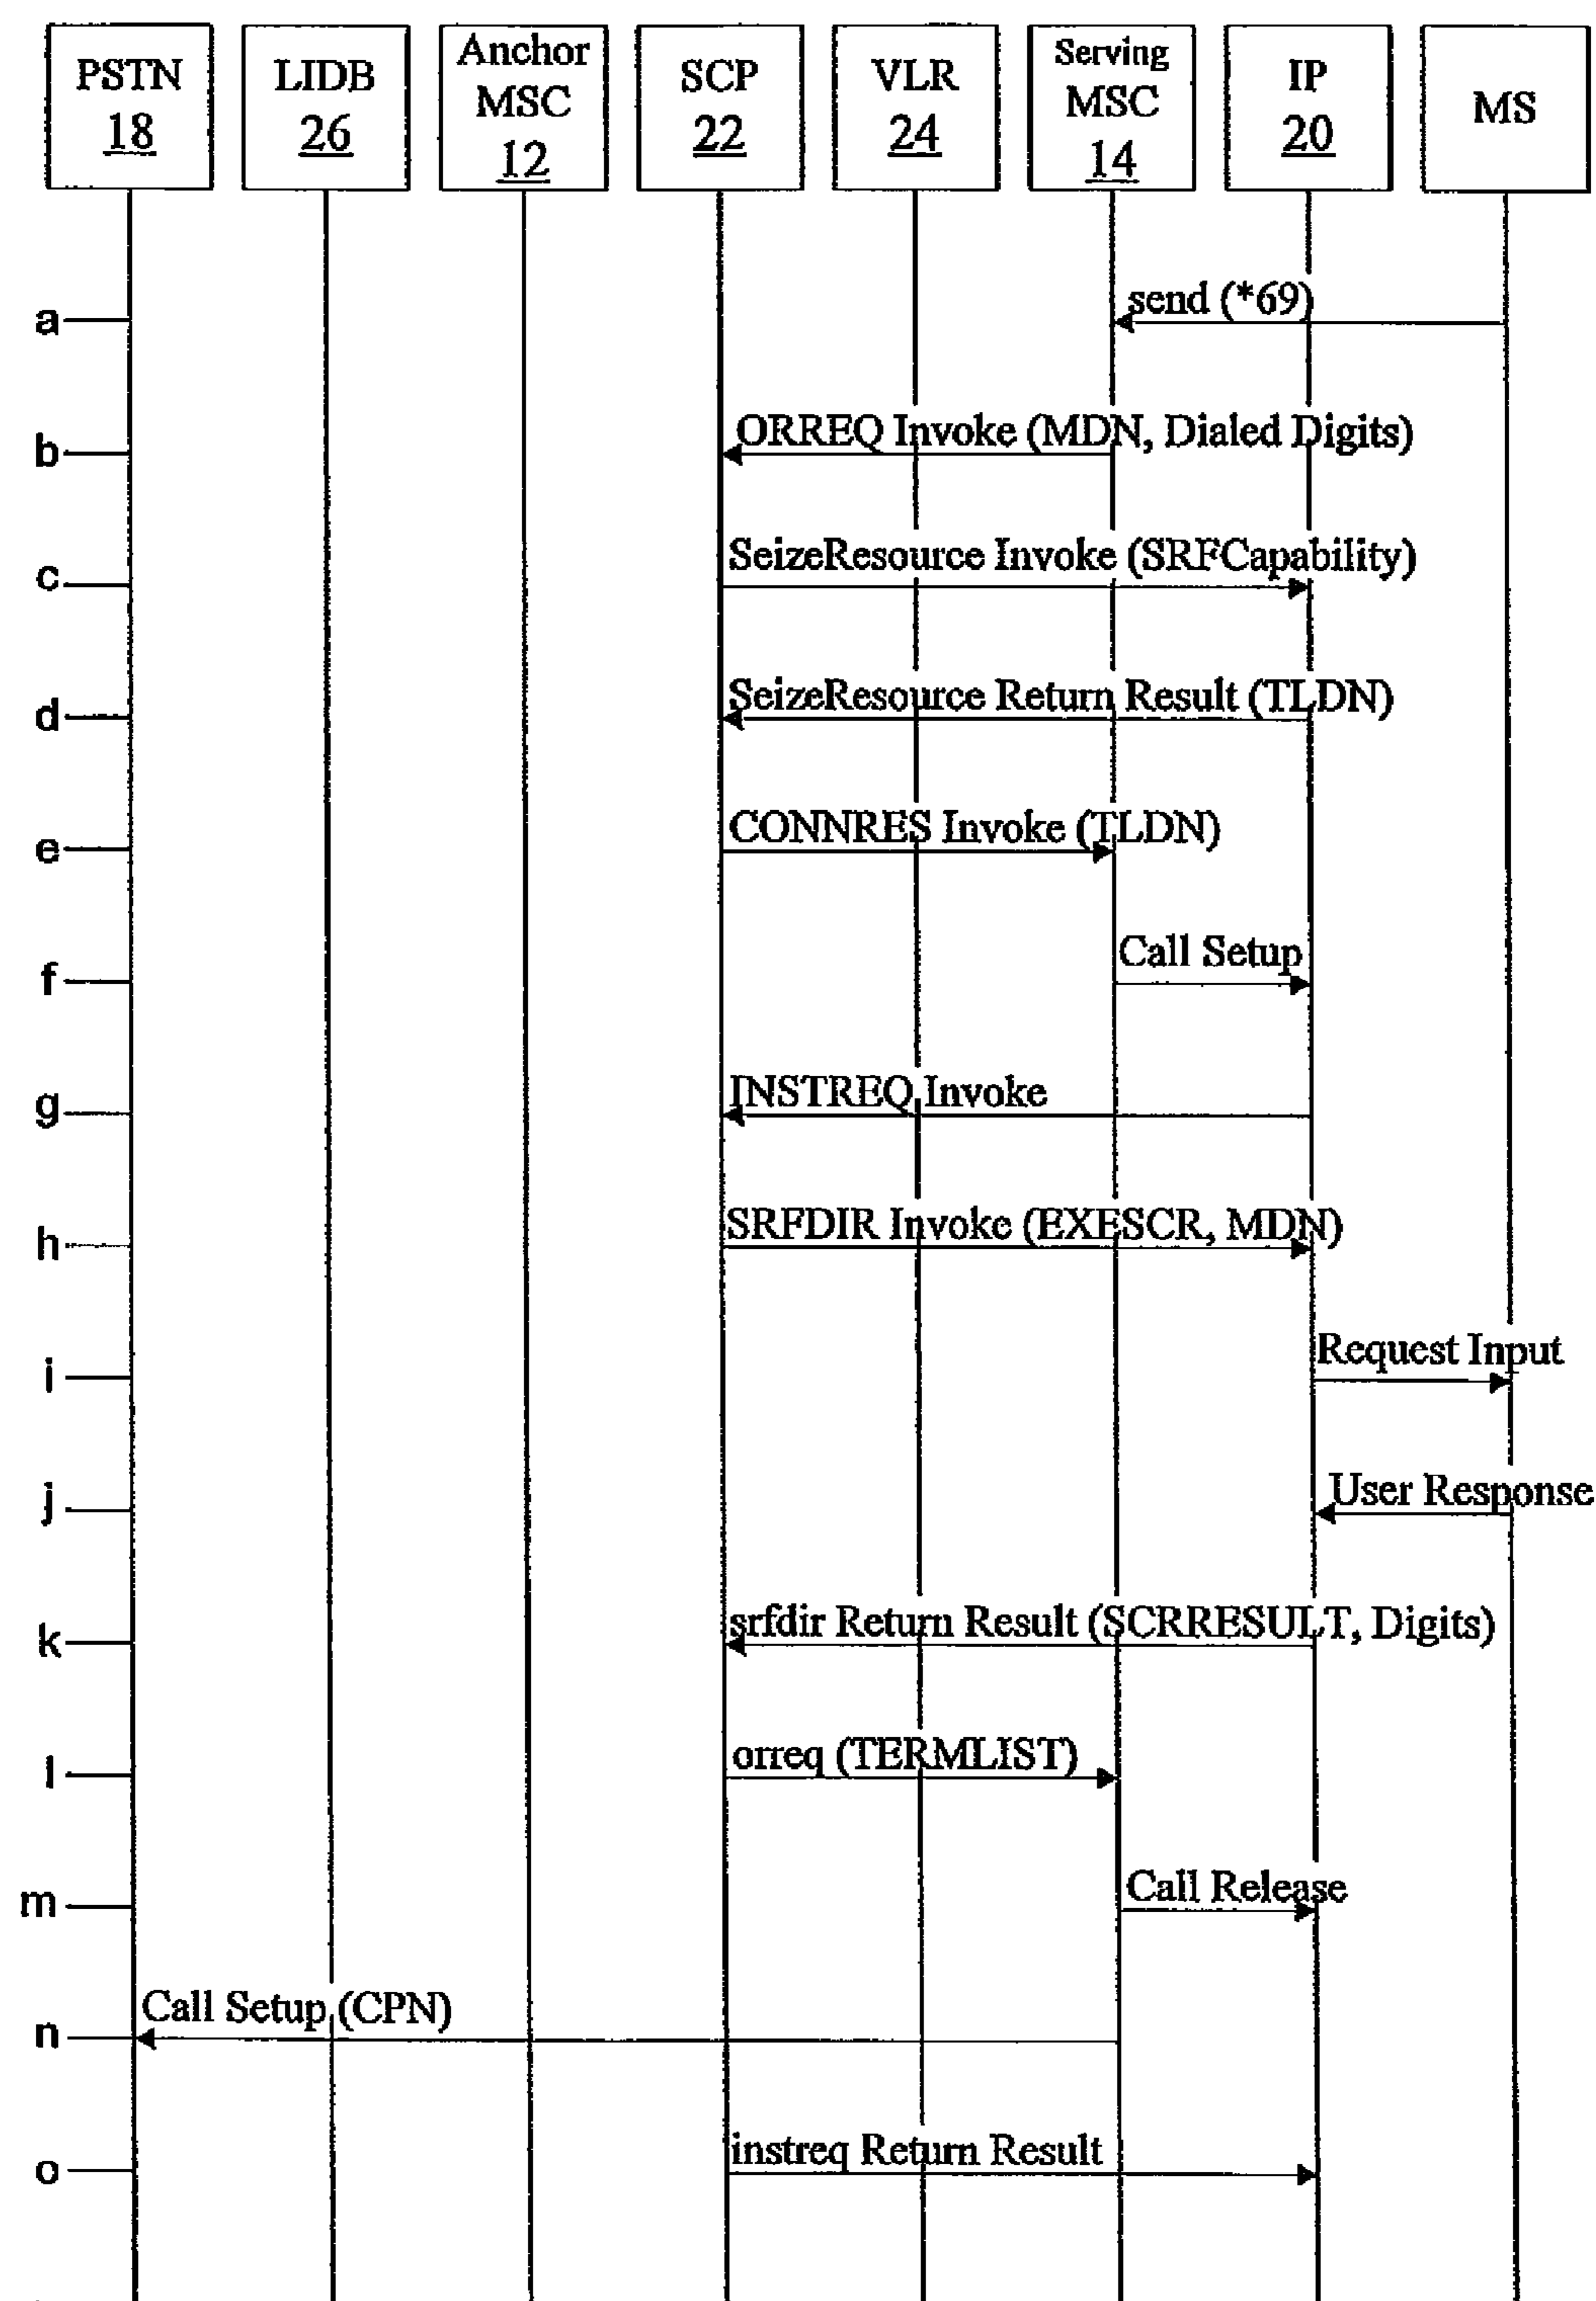 PSTN
18
LIDB
26
Anchor
MSC
12
SCP
22
VLR
24
Serving
MSC
14
IP
20
MS
a
send (*69)
b
ORREQ Invoke (MDN, Dialed Digits)
c
SeizeResource Invoke (SRFCapability)
d
SeizeResource Return Result (TLDN)
e
CONNRES Invoke (TLDN)
f
Call Setup
g
INSTREQ Invoke
h
SRFDIR Invoke (EXESCR, MDN)
i
Request Input
j
User Response
k
srfdir Return Result (SCRRESULT, Digits)
l
orreq (TERMLIST)
m
Call Release
n
Call Setup (CPN)
o
instreq Return Result